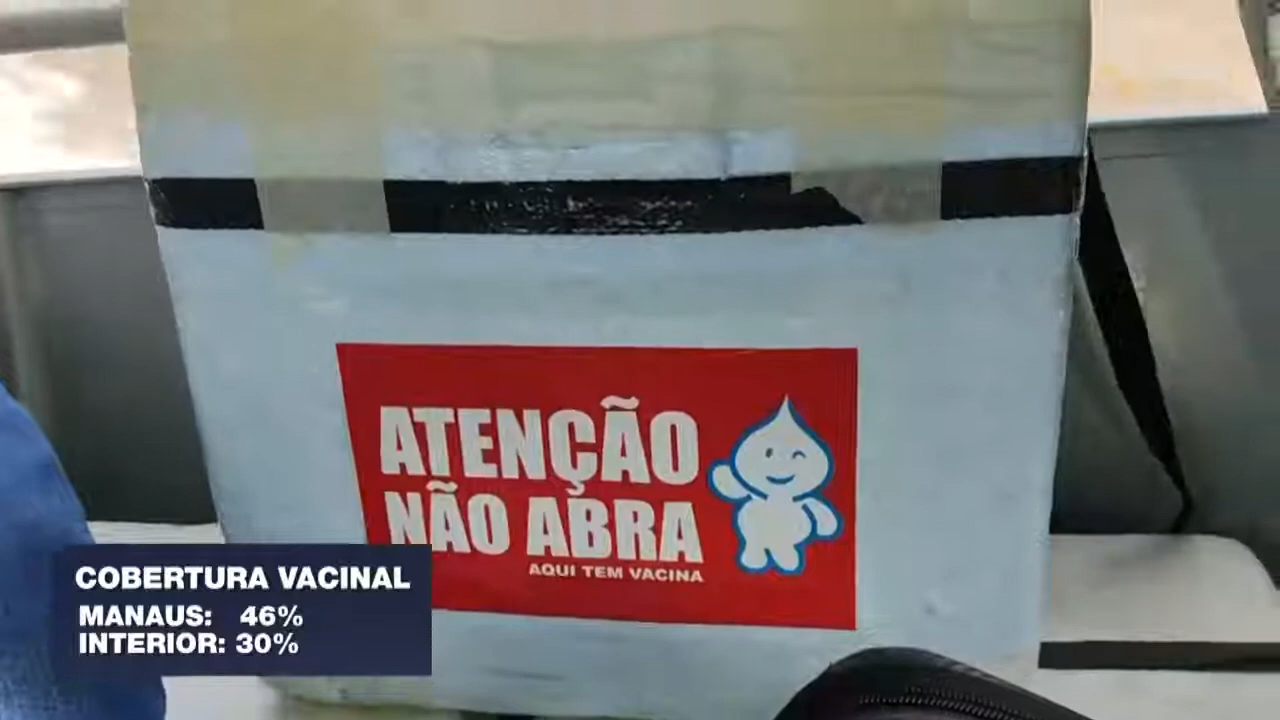 ATENÇÃO
NÃO ABRA
AQUI TEM VACINA
COBERTURA VACINAL
MANAUS: 46%
INTERIOR: 30%